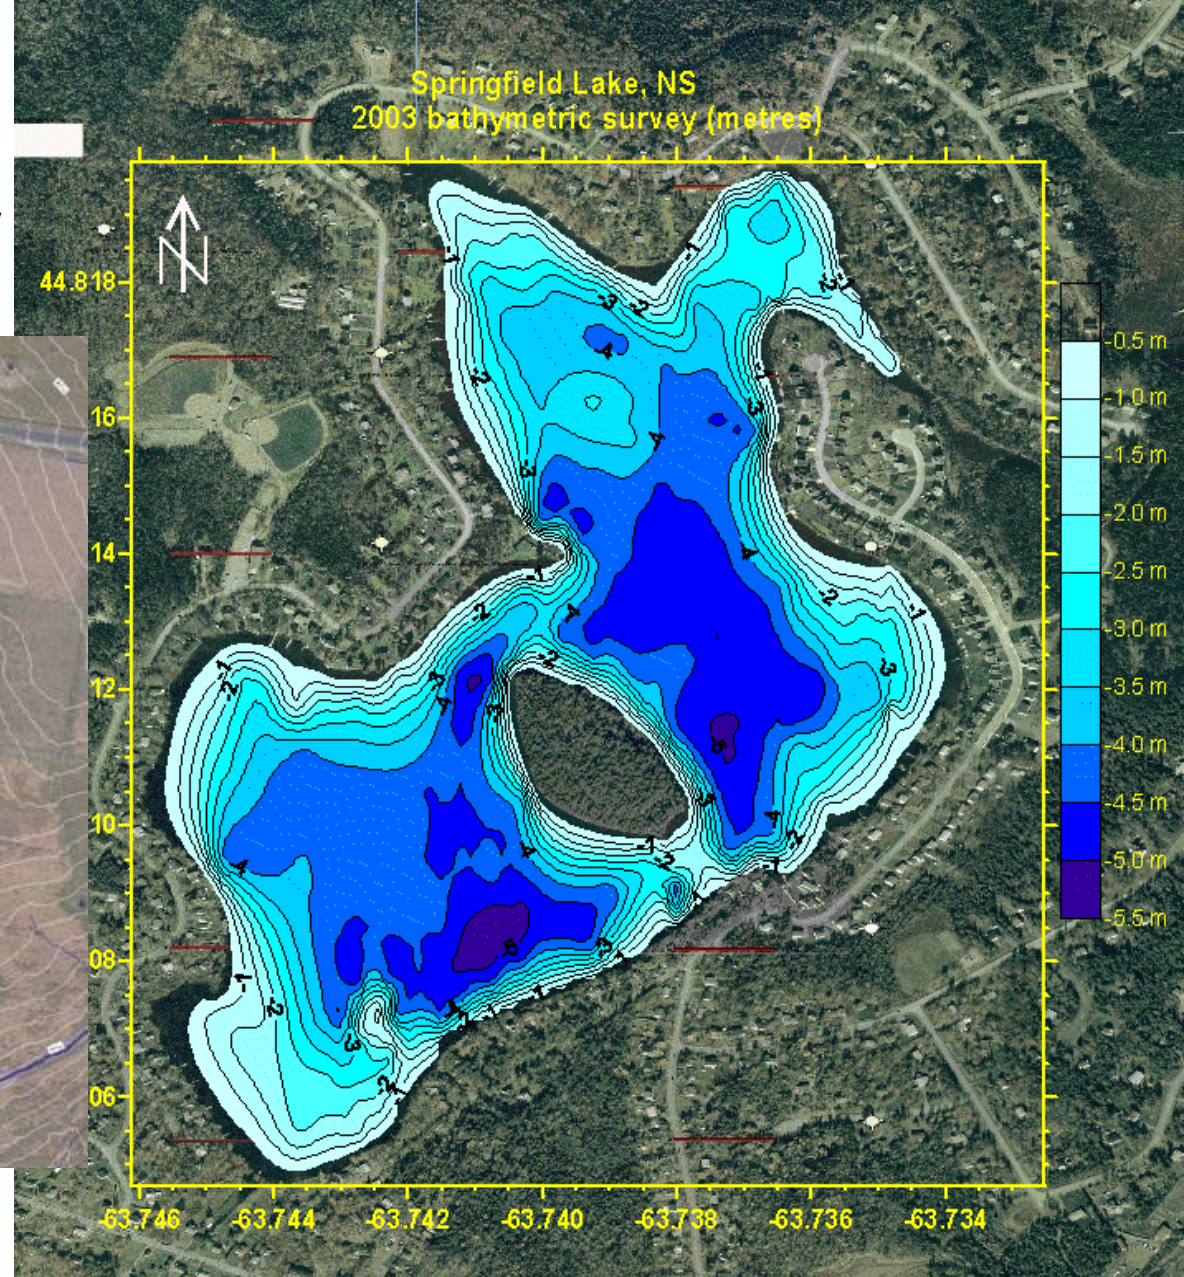 Springfield Lake, NS
2003 bathymetric survey (metres)
N
44.818
16
14
12
10
08
06
-63.746 -63.744 -63.742 -63.740 -63.738 -63.736 -63.734
-0.5 m
-1.0 m
-1.5 m
-2.0 m
-2.5 m
-3.0 m
-3.5 m
-4.0 m
-4.5 m
-5.0 m
-5.5 m